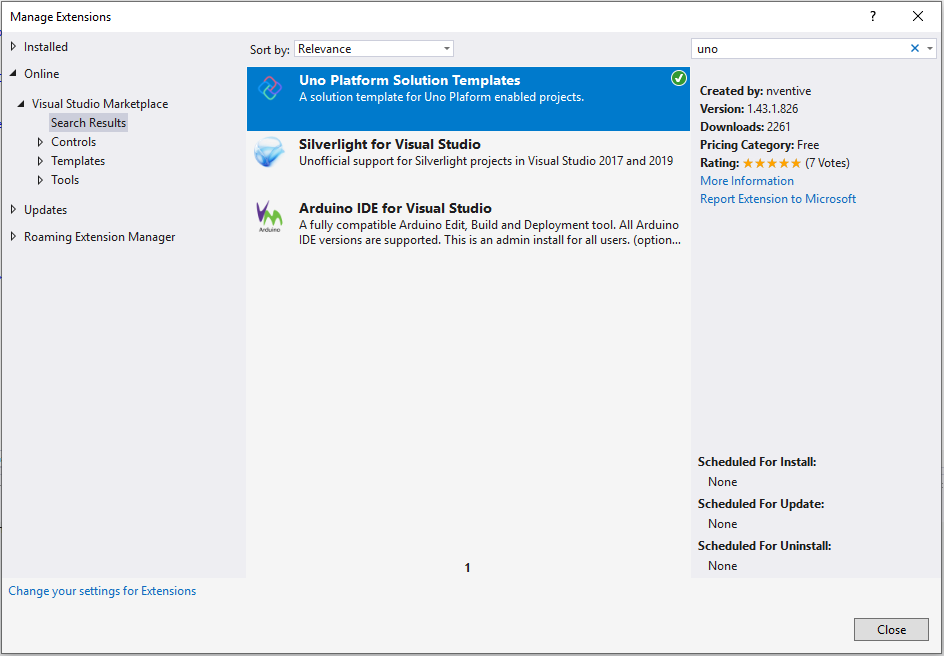 Manage Extensions
?
Installed
Online
Visual Studio Marketplace
Search Results
Controls
Templates
Tools
Updates
Roaming Extension Manager
Sort by: Relevance
Uno Platform Solution Templates
A solution template for Uno Plaform enabled projects.
Silverlight for Visual Studio
Unofficial support for Silverlight projects in Visual Studio 2017 and 2019
Arduino
Arduino IDE for Visual Studio
A fully compatible Arduino Edit, Build and Deployment tool. All Arduino
IDE versions are supported. This is an admin install for all users. (option...
1
uno
Created by: nventive
Version: 1.43.1.826
Downloads: 2261
Pricing Category: Free
Rating: (7 Votes)
More Information
Report Extension to Microsoft
Scheduled For Install:
None
Scheduled For Update:
None
Scheduled For Uninstall:
None
Change your settings for Extensions
Close